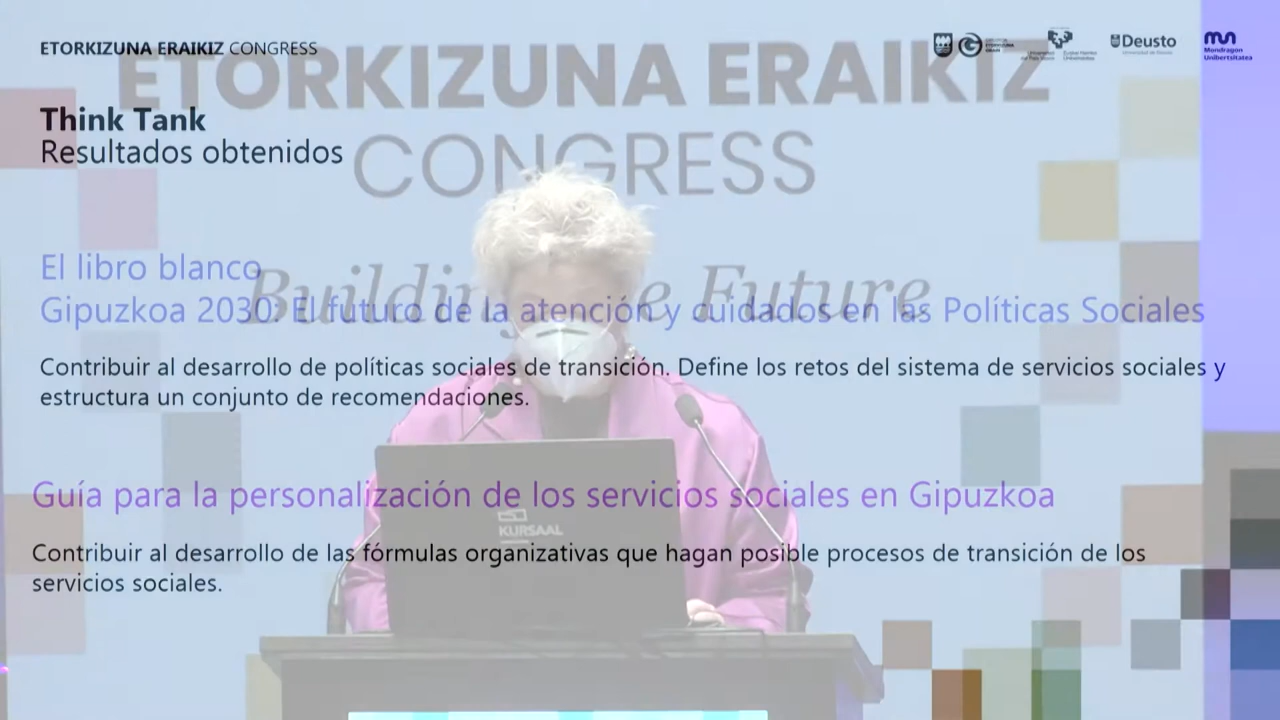 ETORKIZUNA ERAIKIZ CONGRESS
ETORKIZUNA ERAIKIZ
CONGRESS
Deusto
Mondragon
Unibertsitatea
Think Tank
Resultados obtenidos
El libro blanco
Gipuzkoa 2030: El futuro de la atención y cuidados en las Políticas Sociales
Future
Contribuir al desarrollo de políticas sociales de transición. Define los retos del sistema de servicios sociales y
estructura un conjunto de recomendaciones.
Guía para la personalización de los servicios sociales en Gipuzkoa
KURSAAL
Contribuir al desarrollo de las fórmulas organizativas que hagan posible procesos de transición de los
servicios sociales.